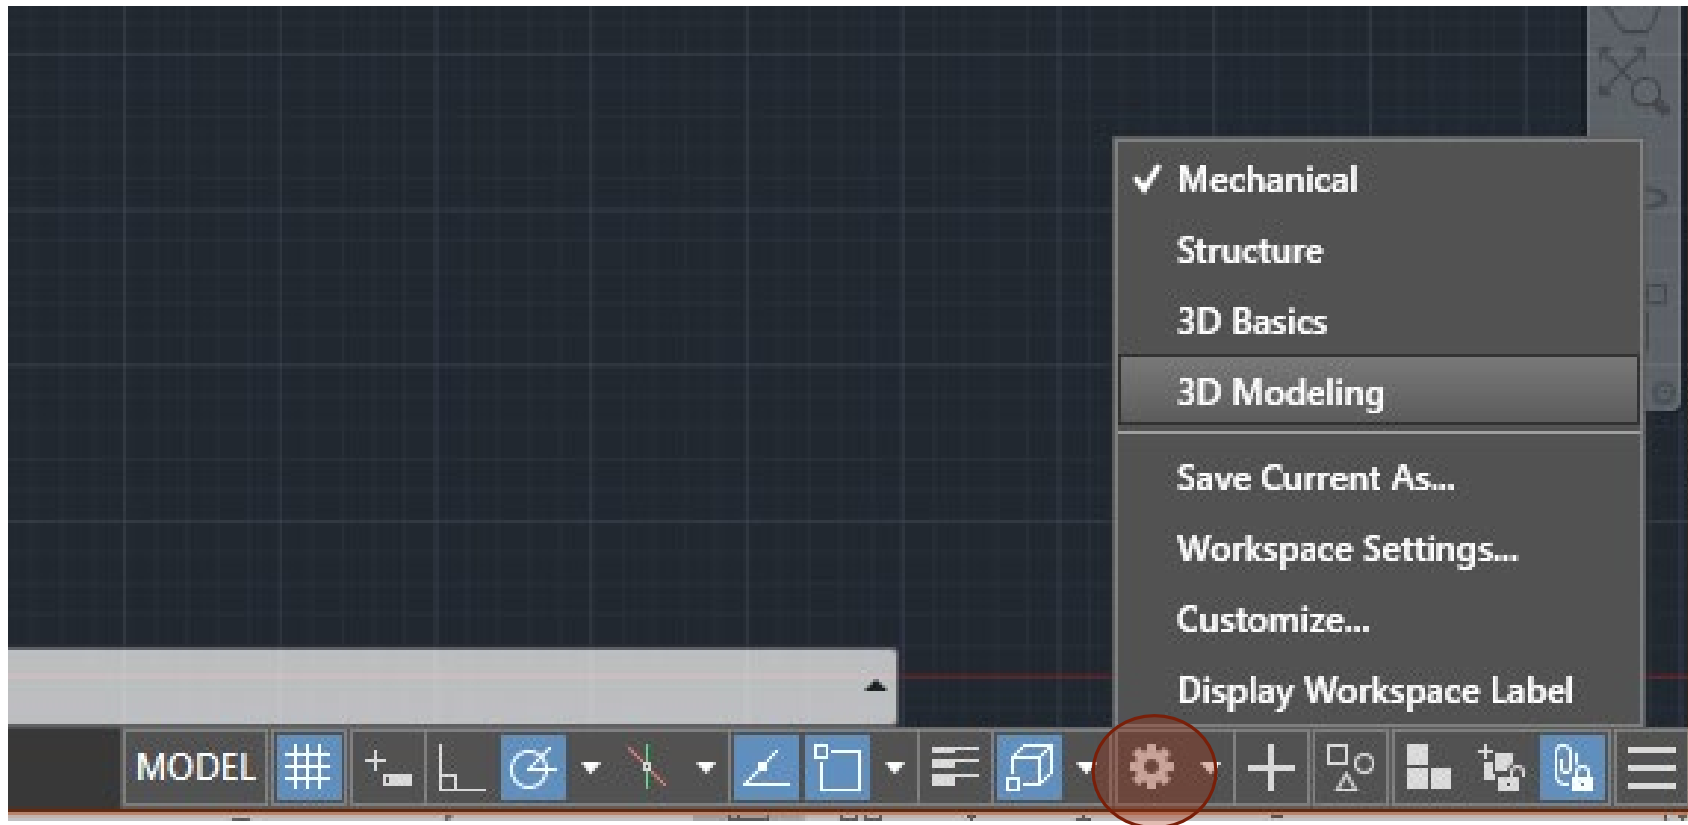 Mechanical
Structure
3D Basics
3D Modeling
Save Current As...
Workspace Settings...
Customize...
Display Workspace Label
MODEL